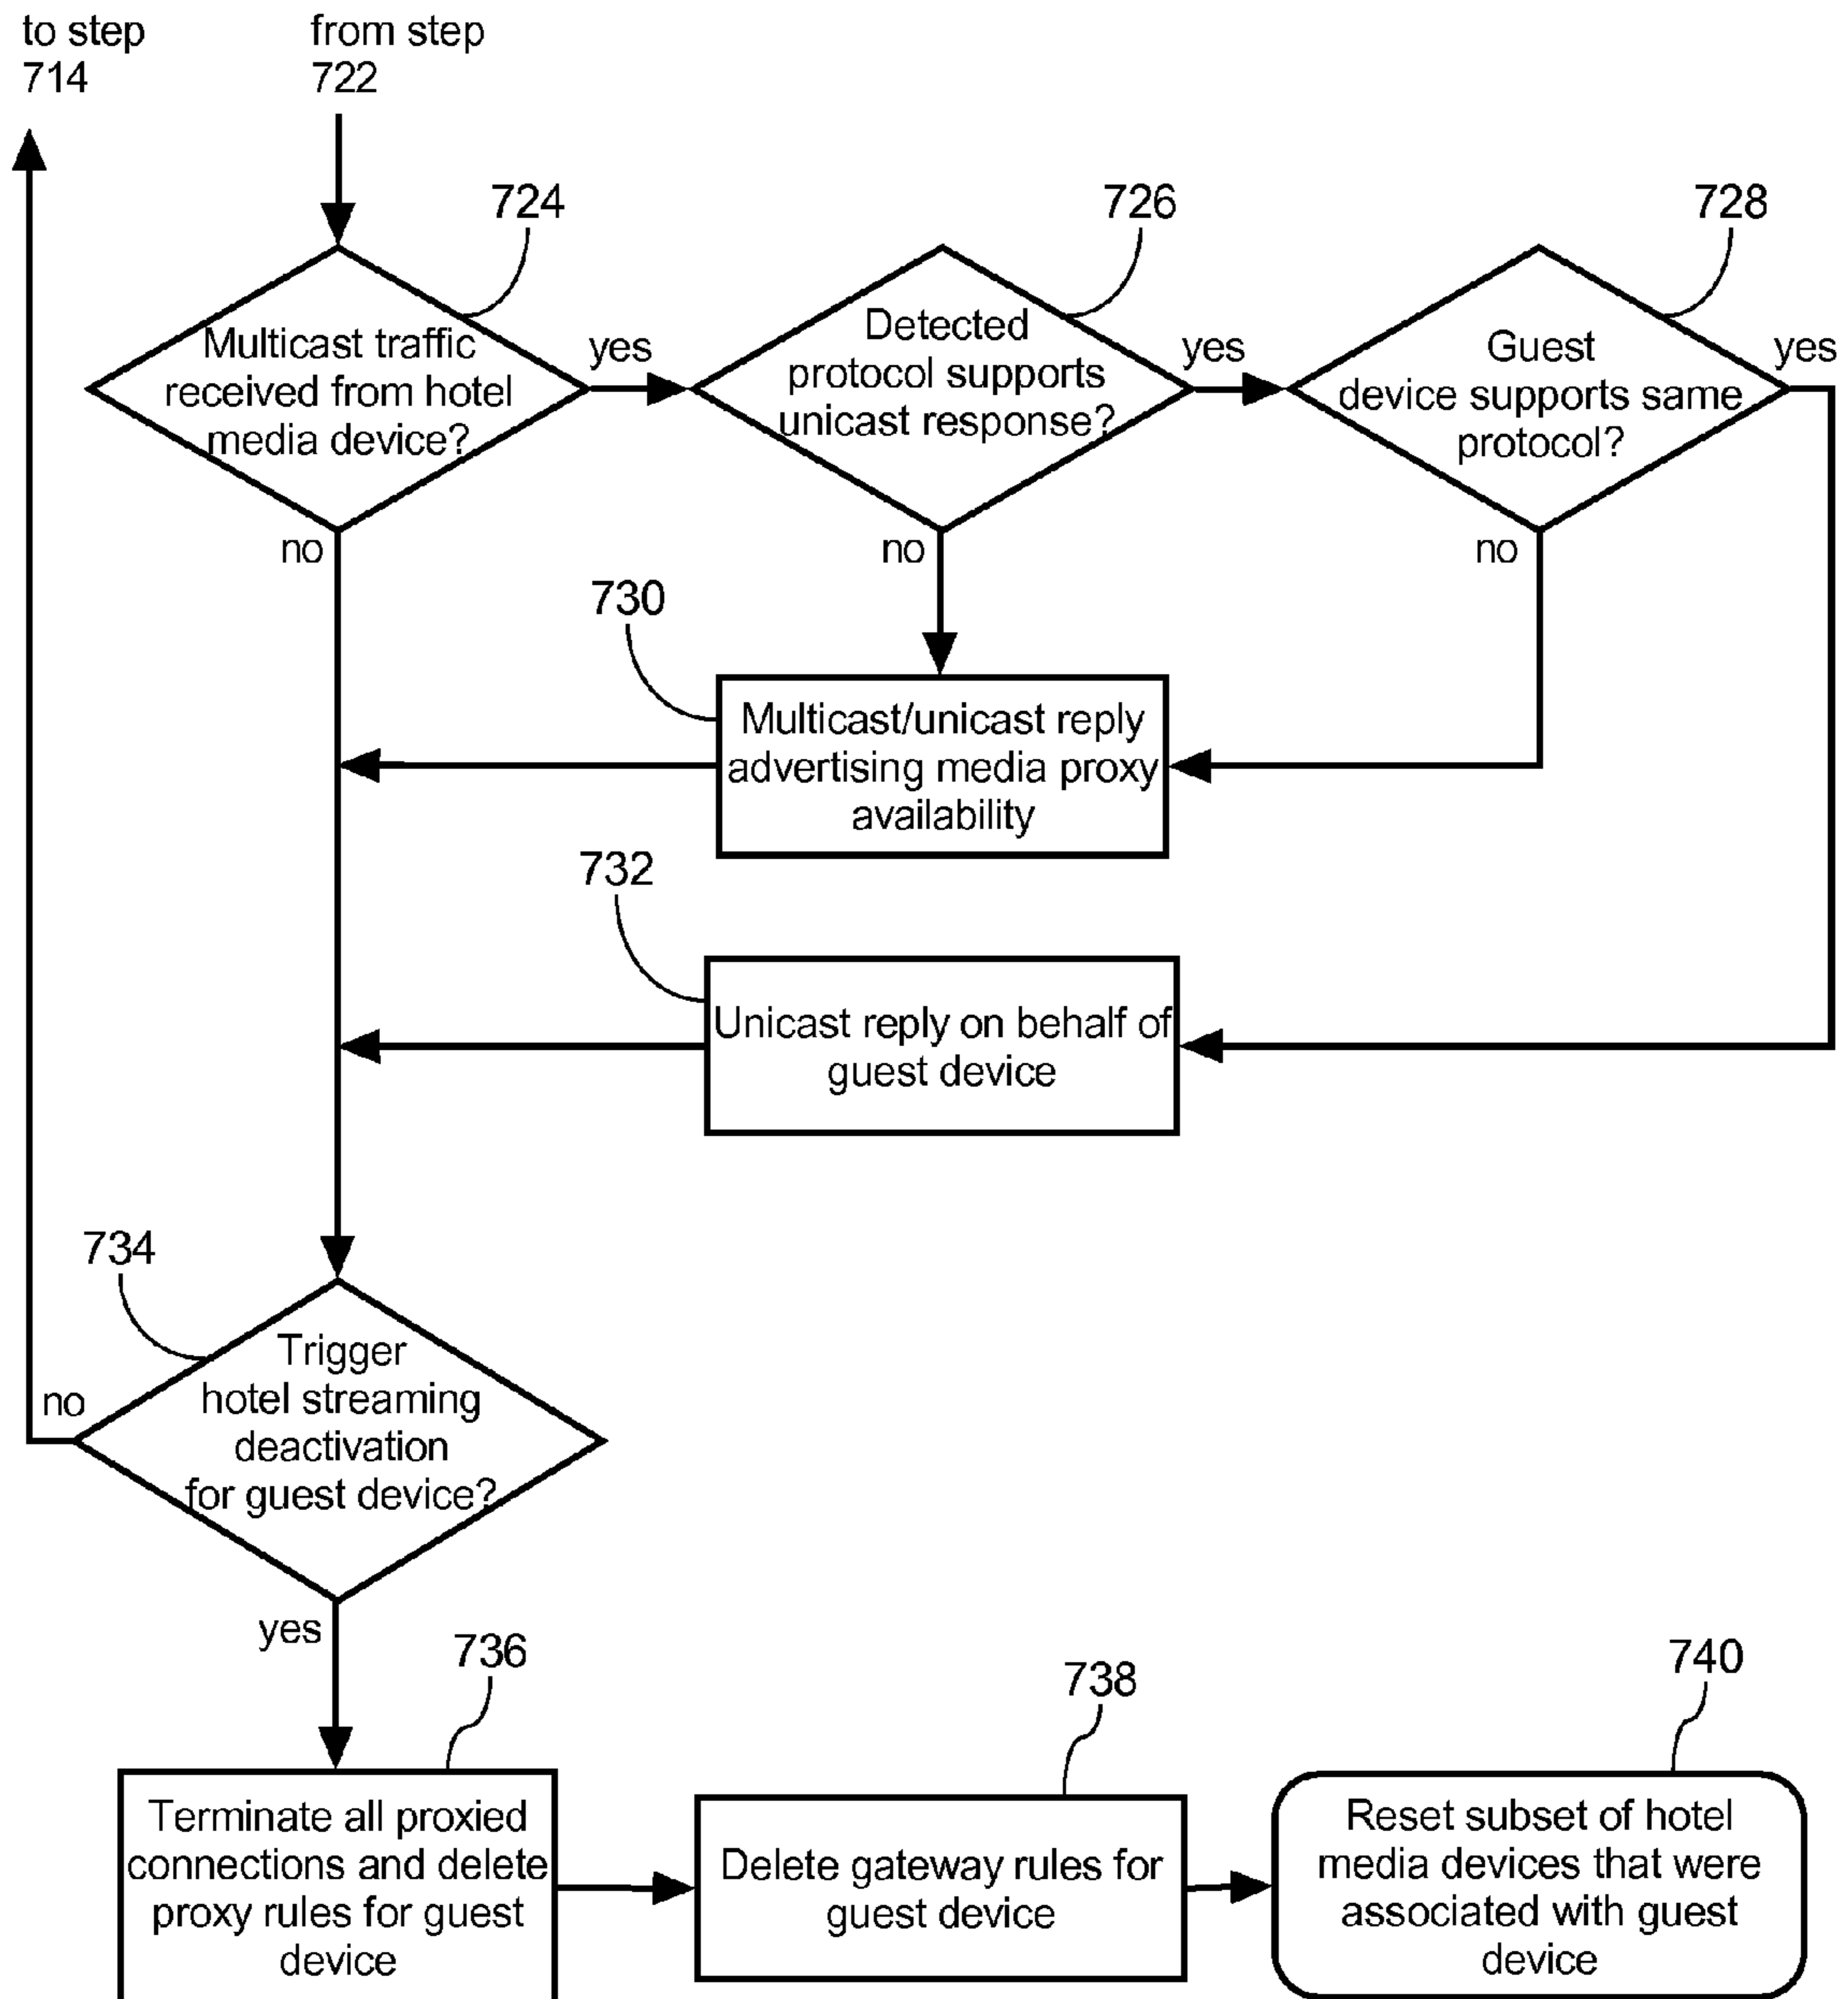 to step
714
from step
722
724
726
728
Multicast traffic
received from hotel
media device?
yes
Detected
protocol supports
unicast response?
yes
Guest
device supports same
protocol?
yes
no
no
no
730
Multicast/unicast reply
advertising media proxy
availability
732
Unicast reply on behalf of
guest device
734
Trigger
hotel streaming
deactivation
for guest device?
no
yes
736
738
740
Terminate all proxied
connections and delete
proxy rules for guest
device
Delete gateway rules for
guest device
Reset subset of hotel
media devices that were
associated with guest
device